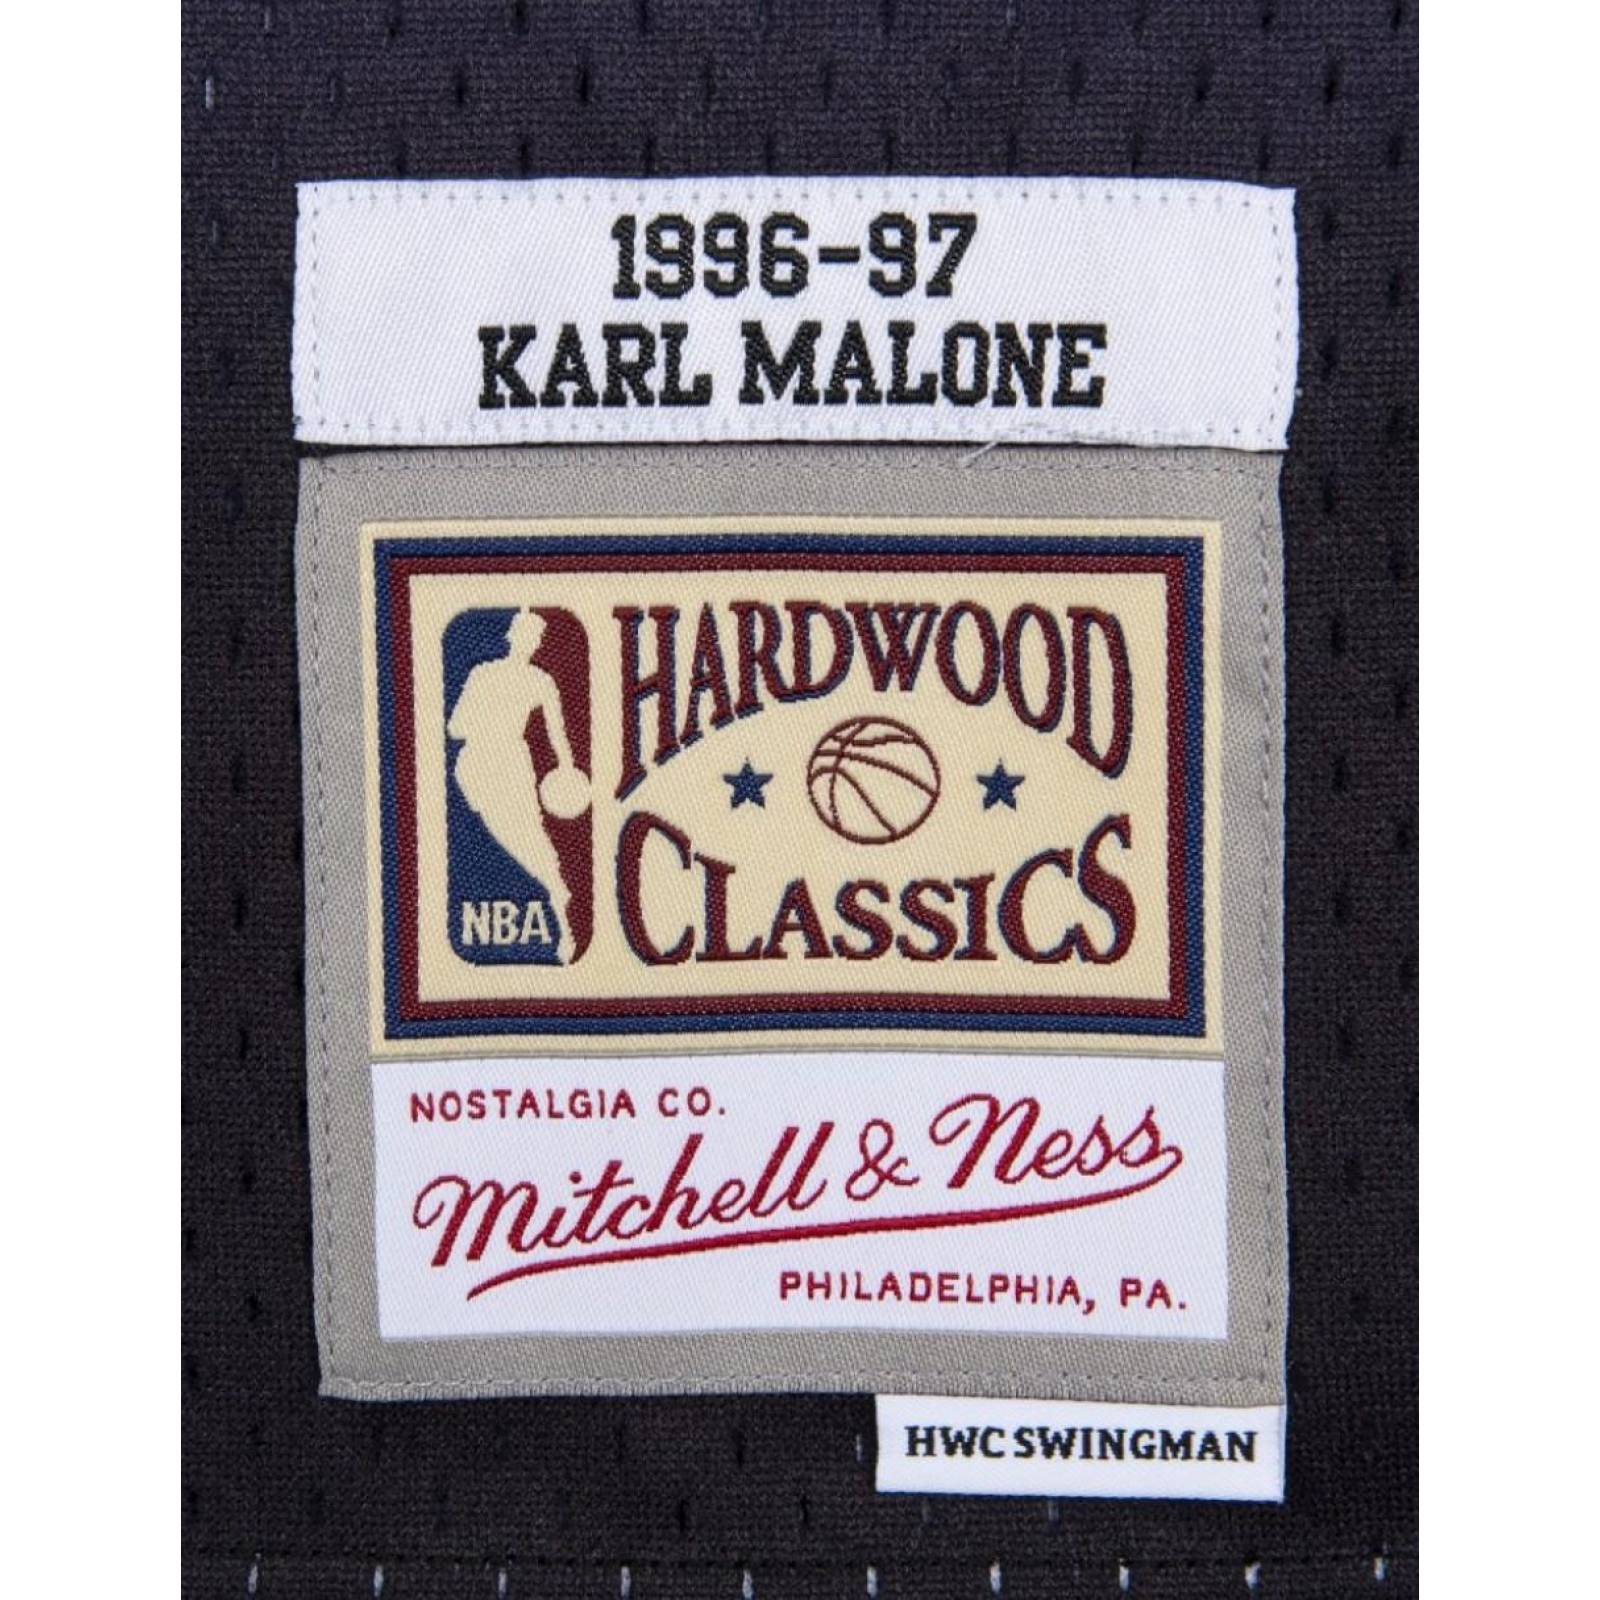 1996-97
KARL MALONE
HARDWOOD
CLASSICS
NBA
NOSTALGIA CO.
Mitchell & Ness
PHILADELPHIA, PA.
HWC SWINGMAN